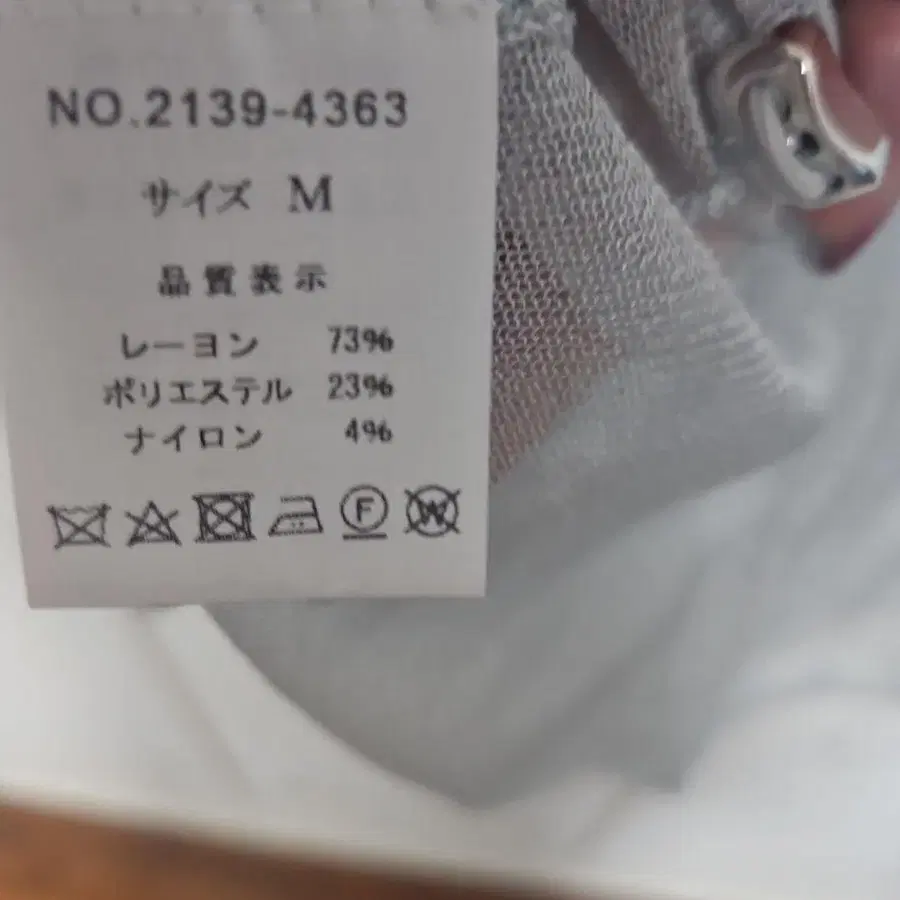 NO.2139-4363
サイズ M
品質表示
レーヨン 73%
ポリエステル 23%
ナイロン 4%
F W